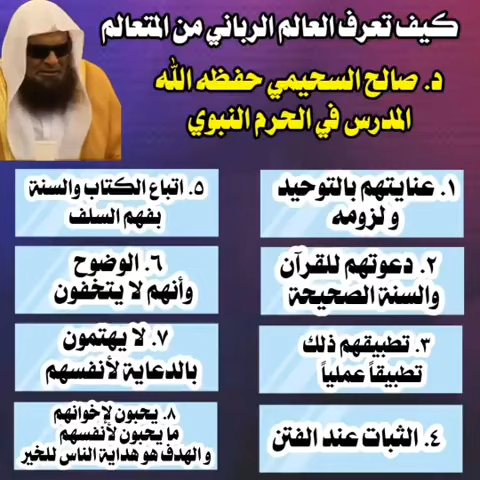 كيف تعرف العالم الرباني من المتعالم
د. صالح السحيمي حفظه الله
المدرس في الحرم النبوي
١. عنايتهم بالتوحيد
ولزومه
٢. دعوتهم للقرآن
والسنة الصحيحة
٣. تطبيقهم ذلك
تطبيقاً عملياً
٤. الثبات عند الفتن
٥. اتباع الكتاب والسنة
بفهم السلف
٦. الوضوح
وأنهم لا يتخفون
٧. لا يهتمون
بالدعاية لأنفسهم
٨. يحبون لإخوانهم
ما يحبون لأنفسهم
والهدف هو هداية الناس للخير